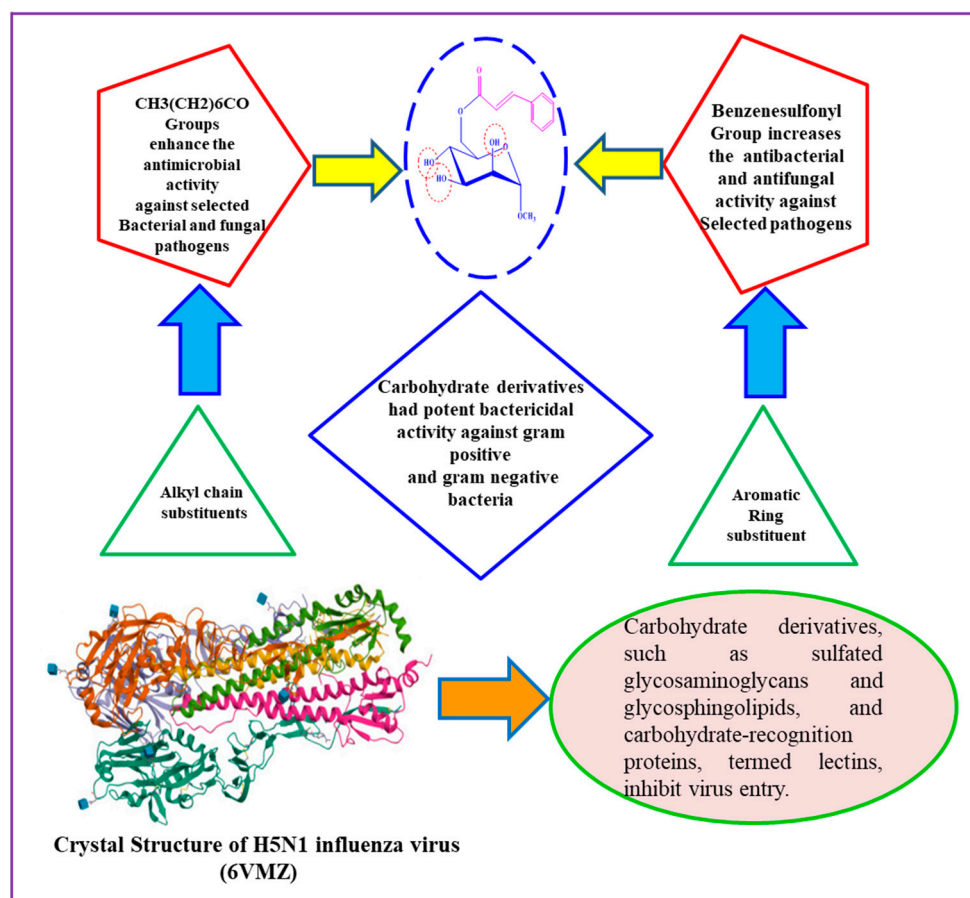 CH3(CH2)6CO
Groups
enhance the
antimicrobial
activity
against selected
Bacterial and fungal
pathogens
O
O
OH
O
HO
HO
OCH3
Benzenesulfonyl
Group increases
the antibacterial
and antifungal
activity against
Selected pathogens
Carbohydrate derivatives
had potent bactericidal
activity against gram
positive
and gram negative
bacteria
Alkyl chain
substituents
Aromatic
Ring
substituent
Carbohydrate derivatives,
such as sulfated
glycosaminoglycans and
glycosphingolipids, and
carbohydrate-recognition
proteins, termed lectins,
inhibit virus entry.
Crystal Structure of H5N1 influenza virus
(6VMZ)